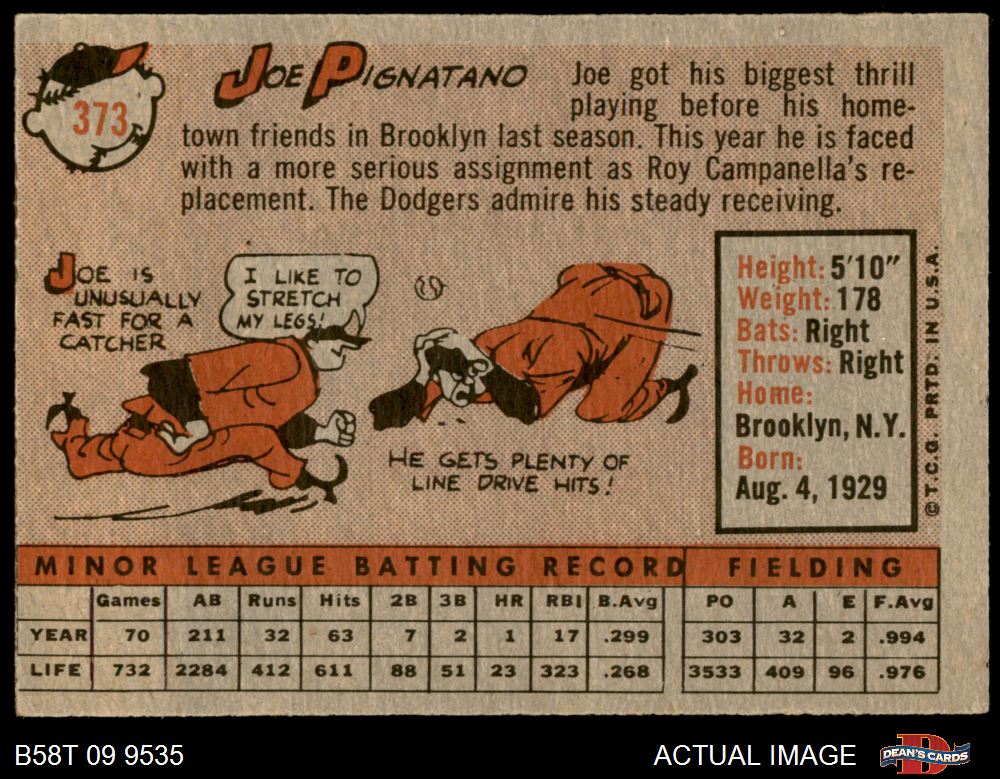 373
JOE PIGNATANO
Joe got his biggest thrill
playing before his home-
town friends in Brooklyn last season. This year he is faced
with a more serious assignment as Roy Campanella's re-
placement. The Dodgers admire his steady receiving.
JOE IS
UNUSUALLY
FAST FOR A
CATCHER
I LIKE TO
STRETCH
MY LEGS!
HE GETS PLENTY OF
LINE DRIVE HITS!
Height: 5'10"
Weight: 178
Bats: Right
Throws: Right
Home:
Brooklyn, N.Y.
Born:
Aug. 4, 1929
© T.C.G. PRTD. IN U.S.A.
MINOR LEAGUE BATTING RECORD FIELDING
Games AB Runs Hits 2B 3B HR RBI B.Avg PO A E F.Avg
YEAR 70 211 32 63 7 2 1 17 .299 303 32 2 .994
LIFE 732 2284 412 611 88 51 23 323 .268 3533 409 96 .976
B58T 09 9535
ACTUAL IMAGE
DEAN'S CARDS